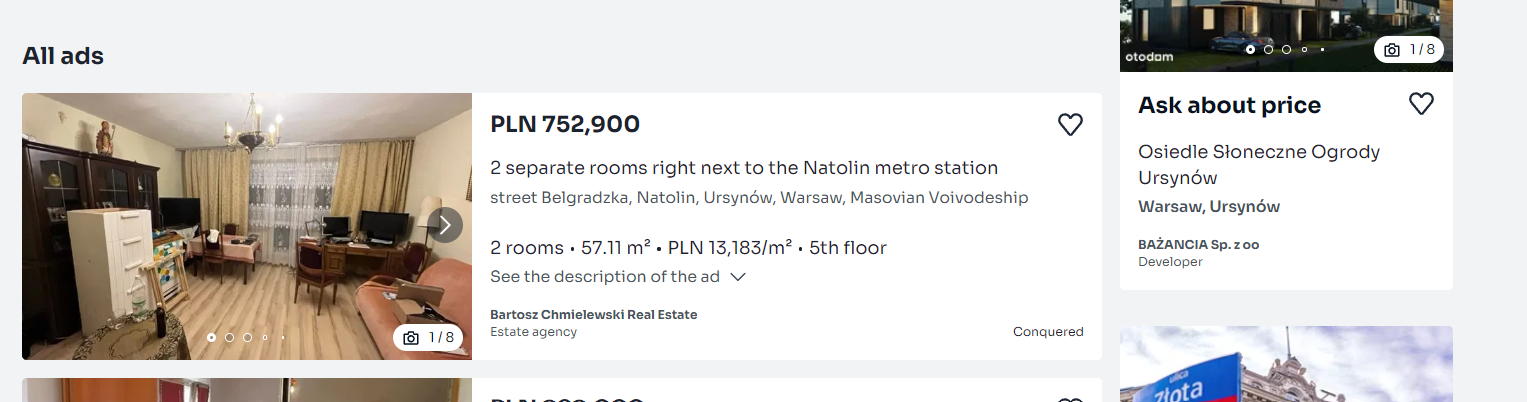 All ads
PLN 752,900
2 separate rooms right next to the Natolin metro station
street Belgradzka, Natolin, Ursynów, Warsaw, Masovian Voivodeship
2 rooms • 57.11 m² • PLN 13,183/m² • 5th floor
See the description of the ad
Bartosz Chmielewski Real Estate
Estate agency
Conquered
1/8
PLN
otodam
1/8
Ask about price
Osiedle Słoneczne Ogrody
Ursynów
Warsaw, Ursynów
BAŻANCIA Sp. z oo
Developer
ulica
złota